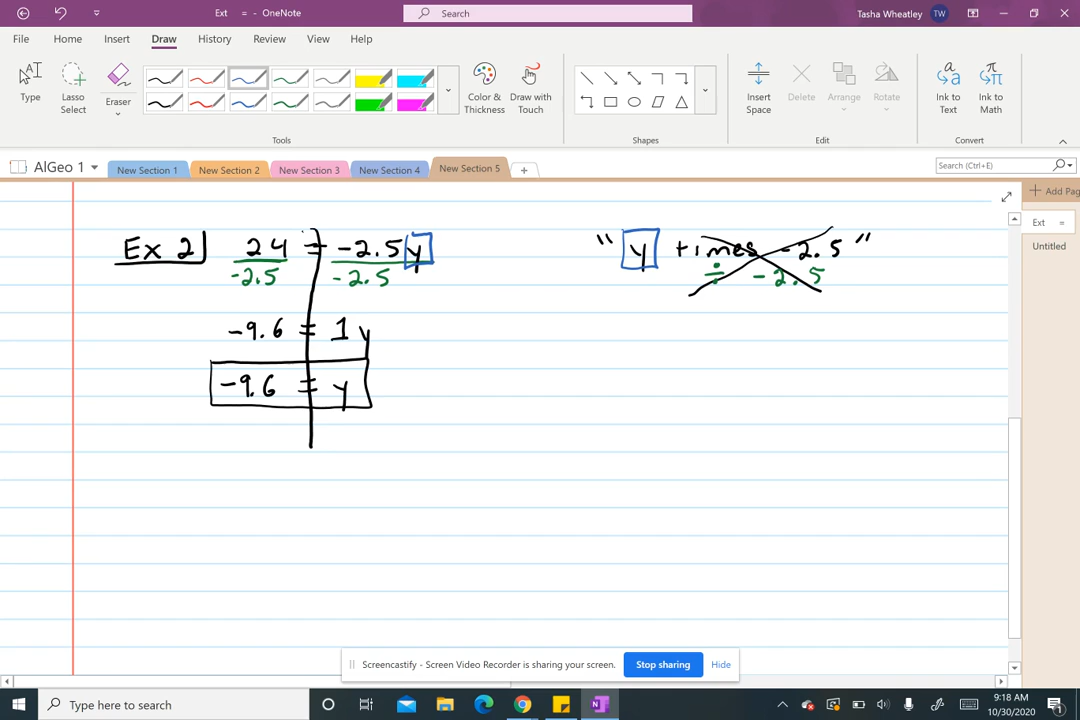 Ext = - OneNote
Search
Tasha Wheatley TW
File Home Insert Draw History Review View Help
Type Lasso Select Eraser Color & Thickness Draw with Touch Insert Space Delete Arrange Rotate Ink to Text Ink to Math
Tools Shapes Edit Convert
AlGeo 1 New Section 1 New Section 2 New Section 3 New Section 4 New Section 5 Search (Ctrl+E)
Add Pag
Ext =
Untitled
Ex 2 24 = -2.5y " y times -2.5 "
-2.5 -2.5 ÷ -2.5
-9.6 = 1y
-9.6 = y
Screencastify - Screen Video Recorder is sharing your screen. Stop sharing Hide
Type here to search
9:18 AM
10/30/2020
1